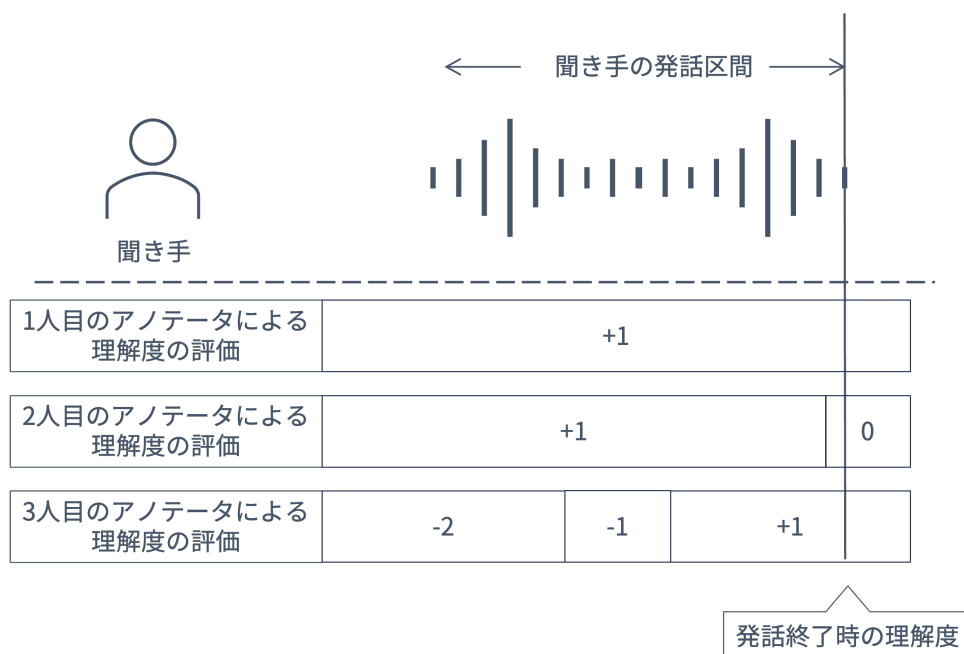 聞き手の発話区間
聞き手
1人目のアノテータによる
理解度の評価
+1
2人目のアノテータによる
理解度の評価
+1
0
3人目のアノテータによる
理解度の評価
-2
-1
+1
発話終了時の理解度